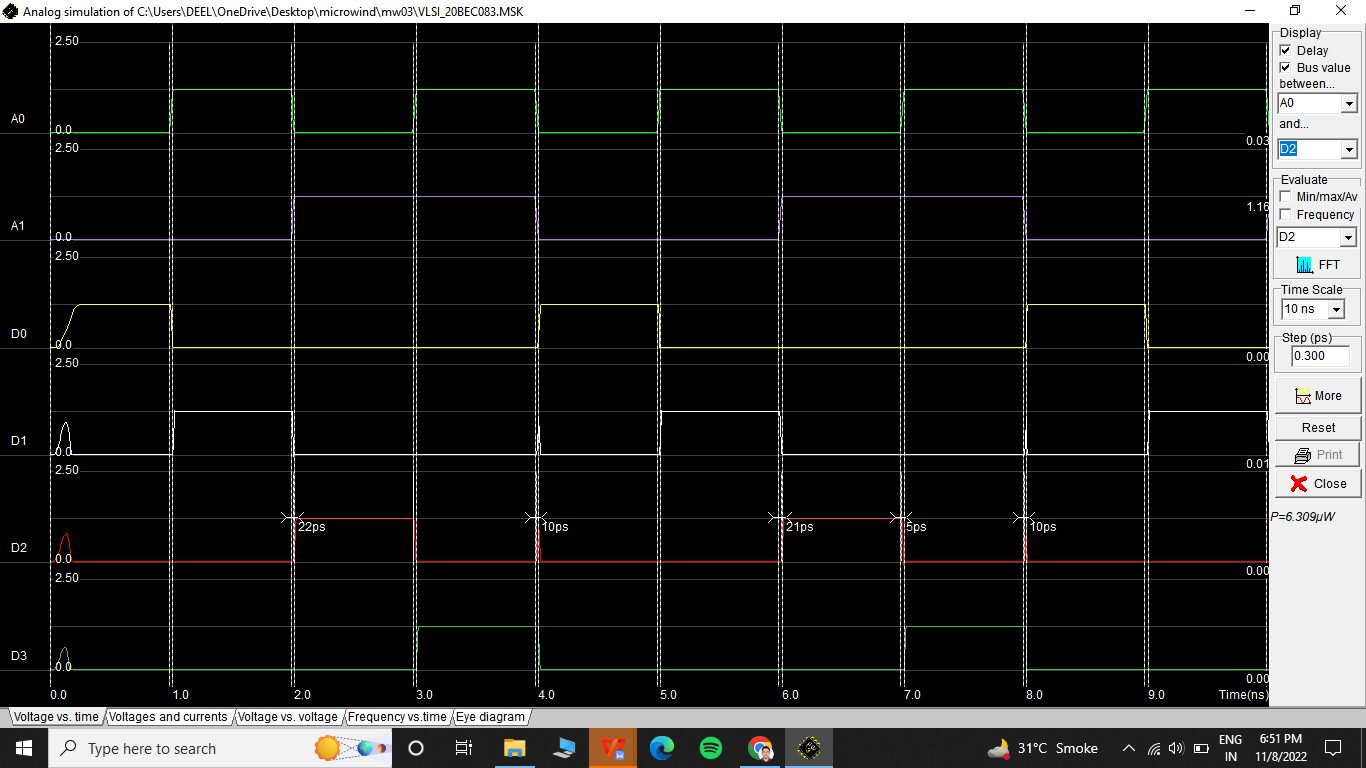 Analog simulation of C:\Users\DEEL\OneDrive\Desktop\microwind\mw03\VLSI_20BEC083.MSK
2.50
A0
0.0
0.03
2.50
A1
1.16
0.0
2.50
D0
0.0
0.00
2.50
D1
0.0
0.01
2.50
22ps
10ps
21ps
5ps
10ps
D2
0.0
0.00
2.50
D3
0.0
0.00
0.0 1.0 2.0 3.0 4.0 5.0 6.0 7.0 8.0 9.0 Time(ns)
Display
Delay
Bus value
between...
A0
and...
D2
Evaluate
Min/max/Av
Frequency
D2
FFT
Time Scale
10 ns
Step (ps)
0.300
More
Reset
Print
Close
P=6.309µW
Voltage vs. time Voltages and currents Voltage vs. voltage Frequency vs.time Eye diagram
Type here to search
31°C Smoke
ENG
IN
6:51 PM
11/8/2022